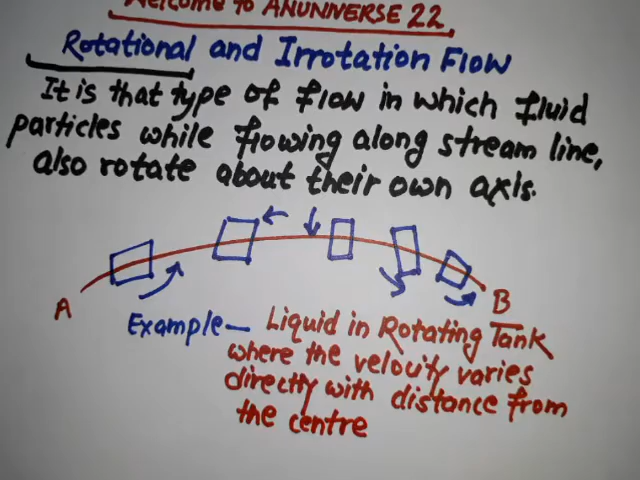 Welcome to ANUNIVERSE 22
Rotational and Irrotation Flow
It is that type of flow in which fluid
particles while flowing along stream line,
also rotate about their own axis.
A
B
Example - Liquid in Rotating Tank
where the velocity varies
directly with distance from
the centre